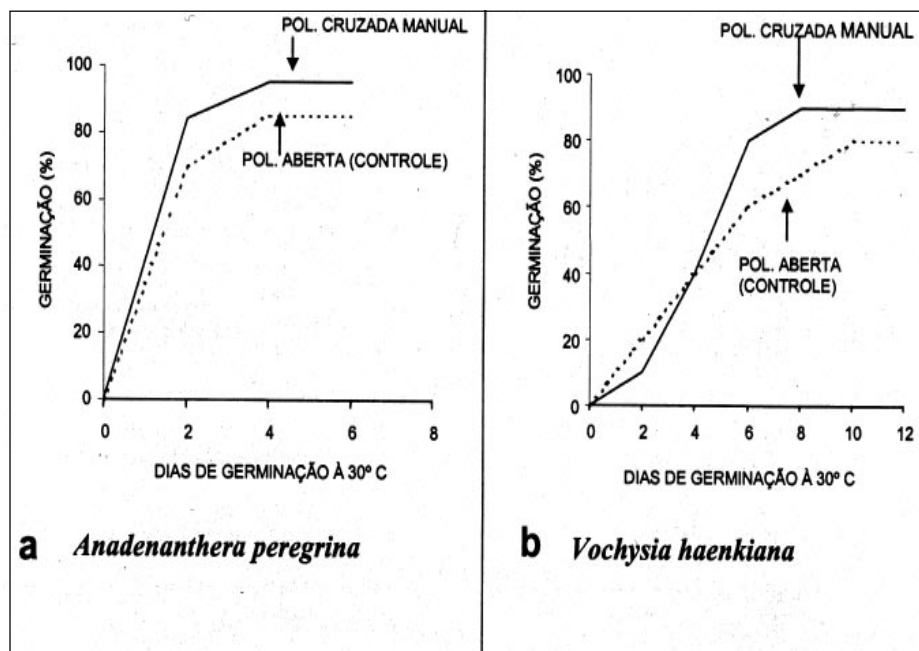 POL. CRUZADA MANUAL
100
80
60
40
20
0
GERMINAÇÃO (%)
POL. ABERTA (CONTROLE)
0 2 4 6 8
DIAS DE GERMINAÇÃO À 30º C
a Anadenanthera peregrina
POL. CRUZADA MANUAL
100
80
60
40
20
0
GERMINAÇÃO (%)
POL. ABERTA
(CONTROLE)
0 2 4 6 8 10 12
DIAS DE GERMINAÇÃO À 30º C
b Vochysia haenkiana